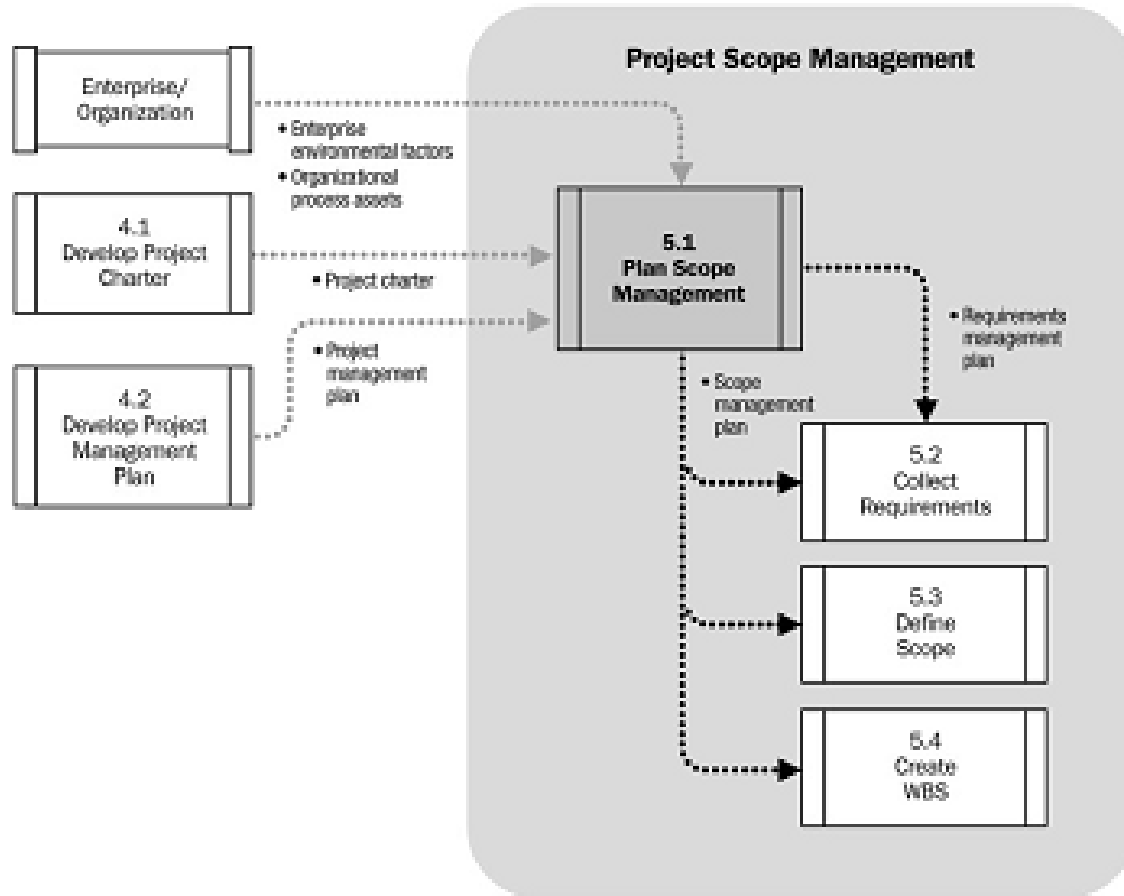 Project Scope Management
Enterprise/
Organization
• Enterprise
environmental factors
• Organizational
process assets
4.1
Develop Project
Charter
• Project charter
4.2
Develop Project
Management
Plan
• Project
management
plan
5.1
Plan Scope
Management
• Requirements
management
plan
• Scope
management
plan
5.2
Collect
Requirements
5.3
Define
Scope
5.4
Create
WBS